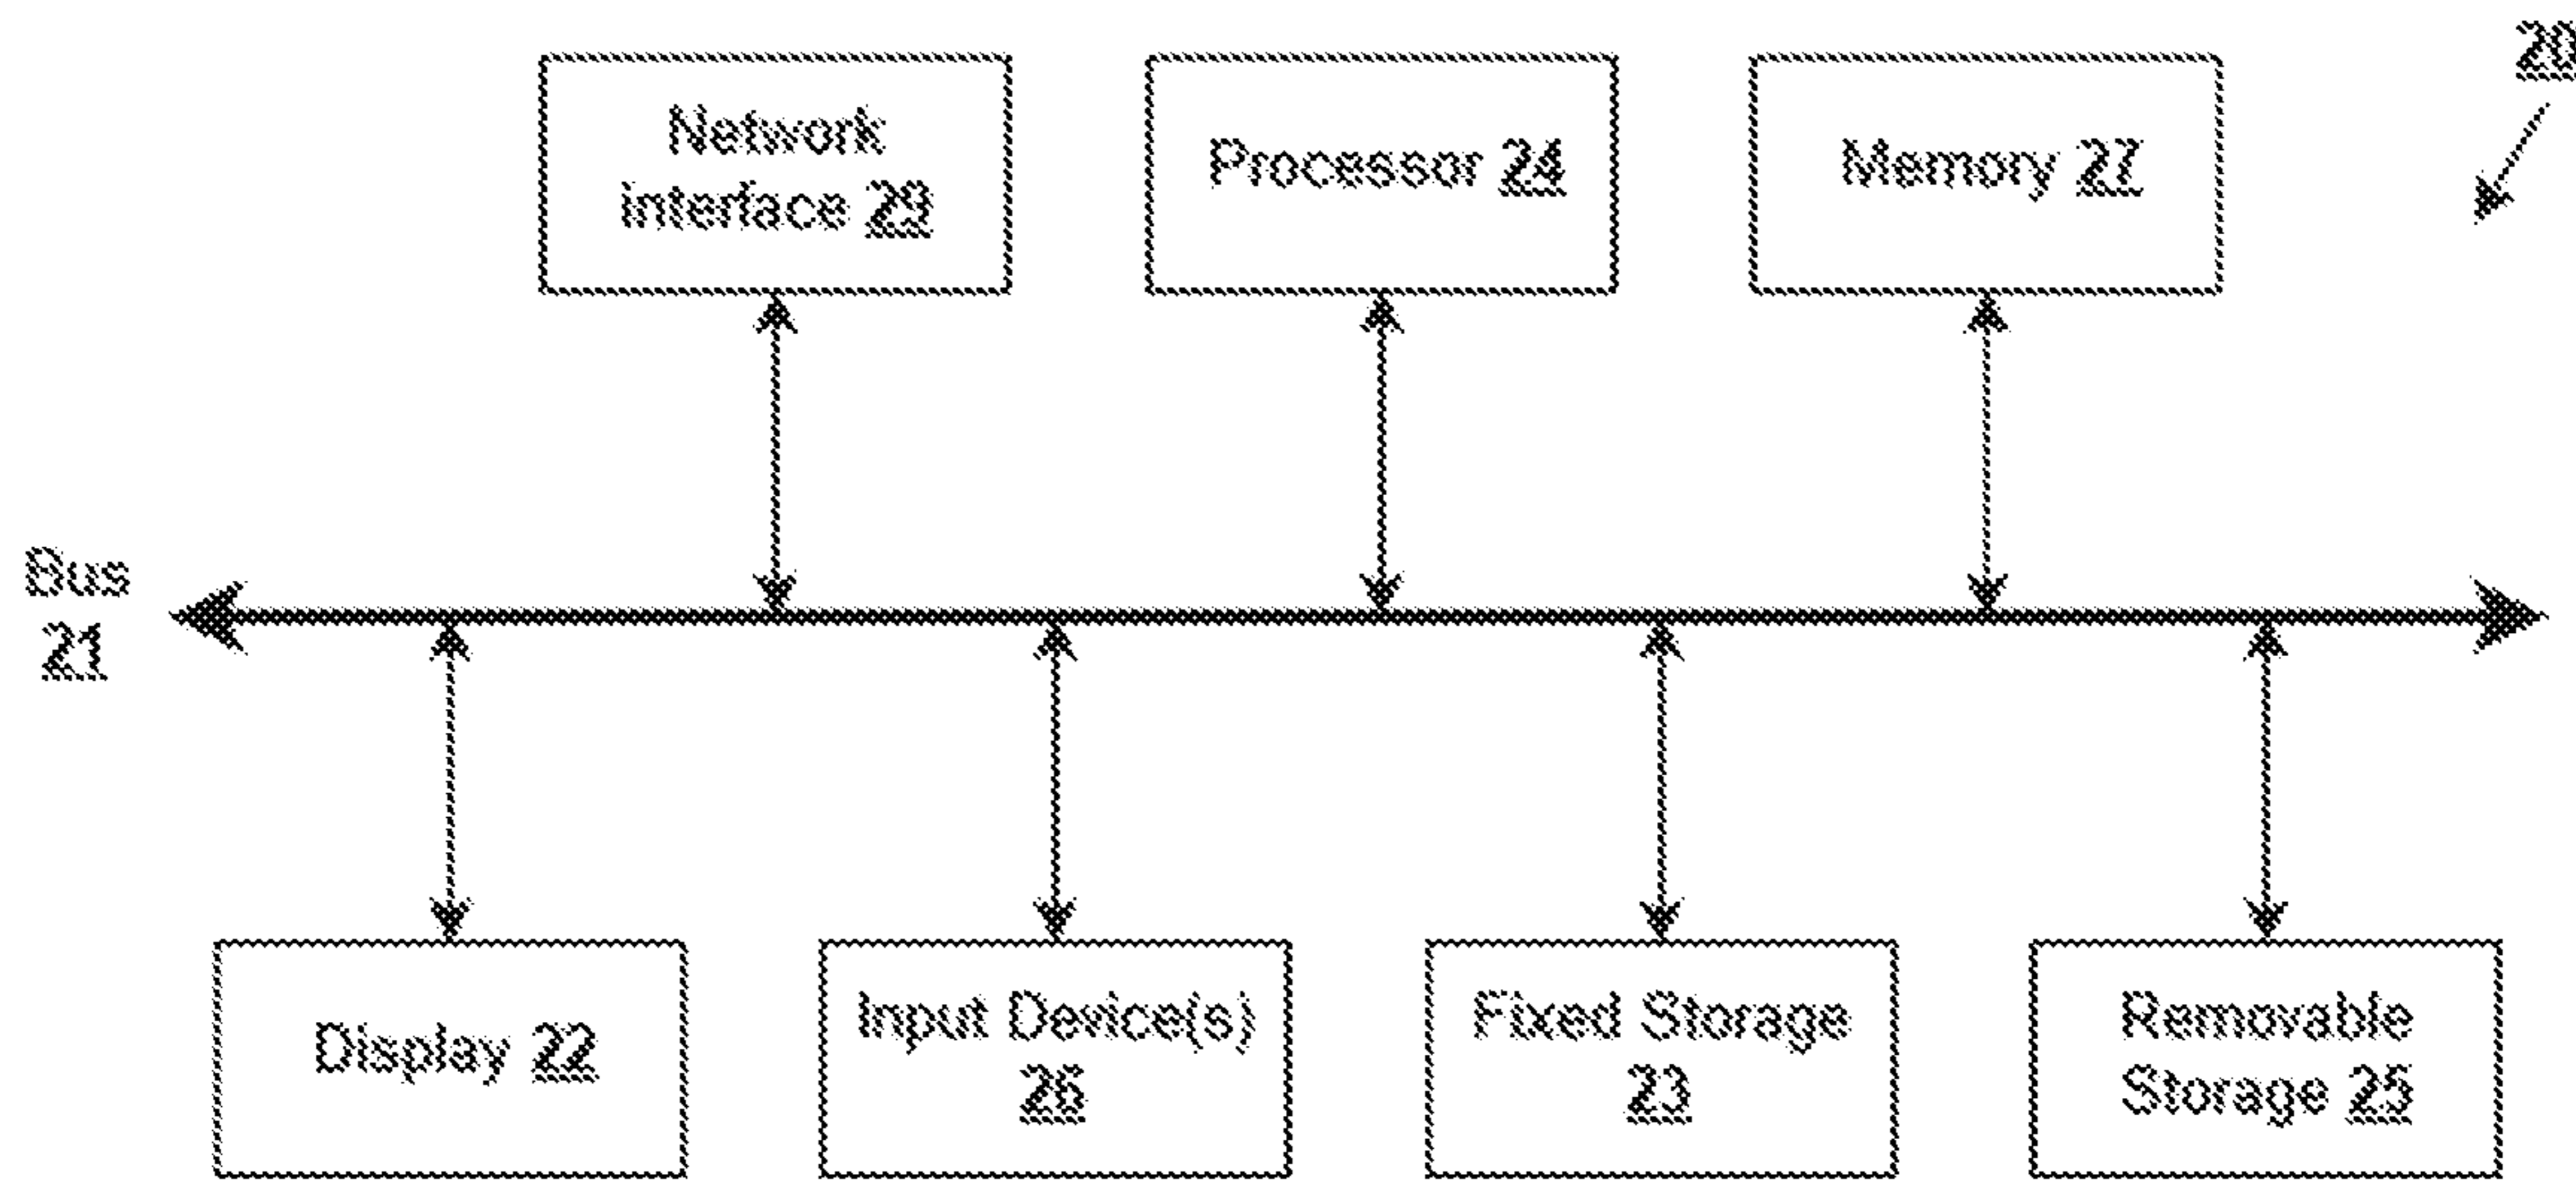 20
Network
interface 29
Processor 24
Memory 27
Bus
21
Display 22
Input Device(s)
26
Fixed Storage
23
Removable
Storage 25